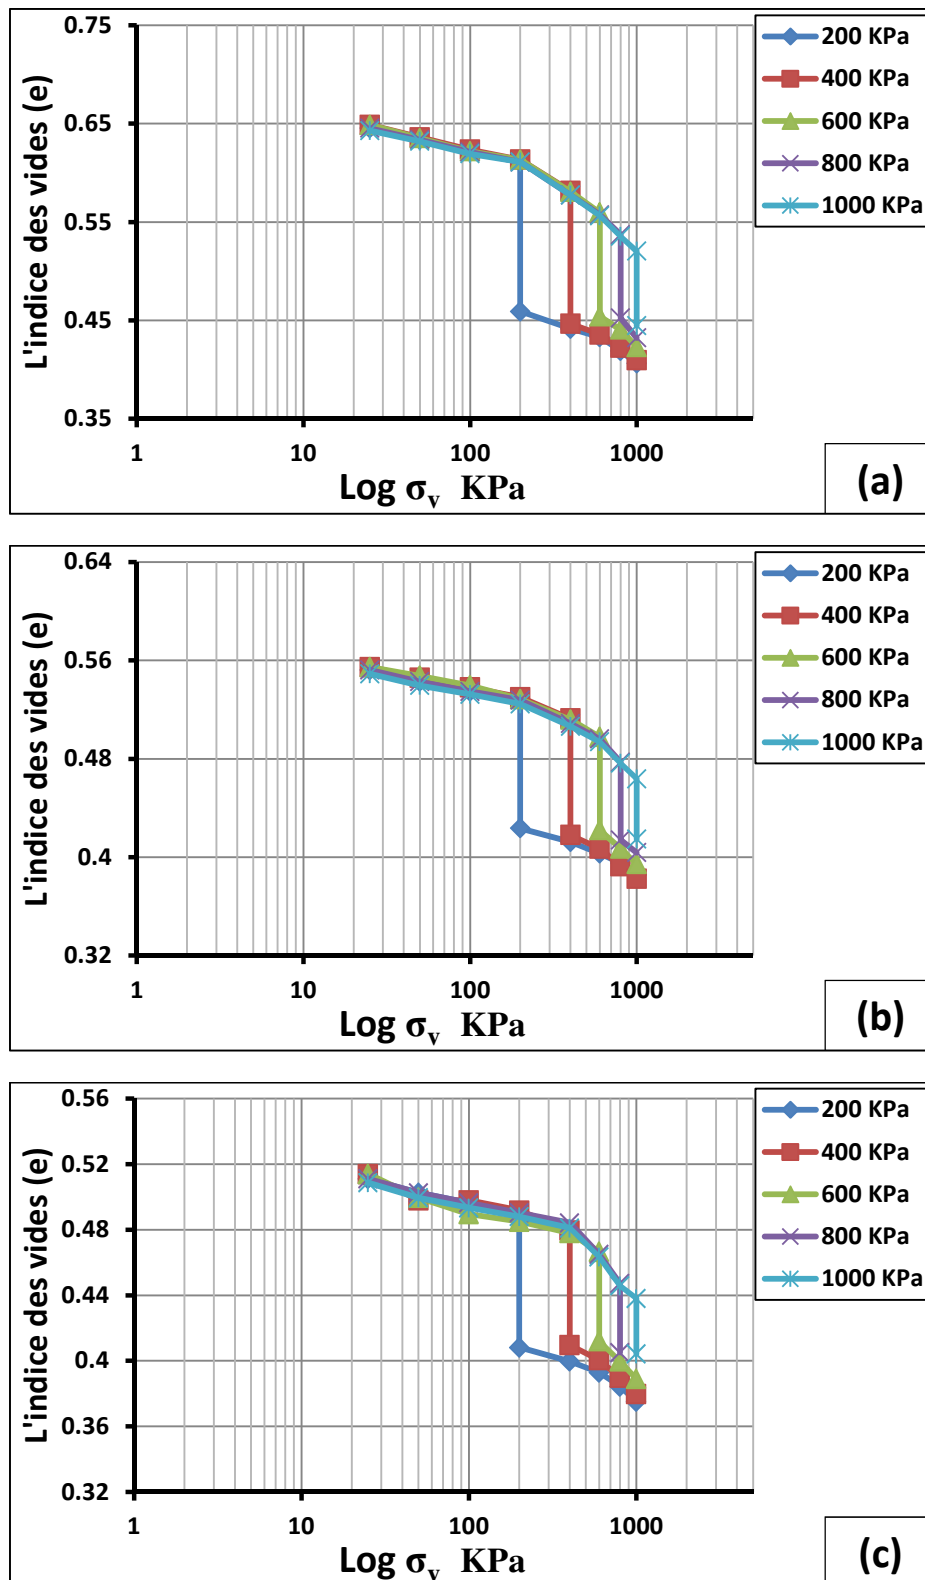 0.75
0.65
0.55
0.45
0.35
L'indice des vides (e)
1
10
100
1000
Log σv KPa
200 KPa
400 KPa
600 KPa
800 KPa
1000 KPa
(a)
0.64
0.56
0.48
0.4
0.32
L'indice des vides (e)
1
10
100
1000
Log σv KPa
200 KPa
400 KPa
600 KPa
800 KPa
1000 KPa
(b)
0.56
0.52
0.48
0.44
0.4
0.36
0.32
L'indice des vides (e)
1
10
100
1000
Log σv KPa
200 KPa
400 KPa
600 KPa
800 KPa
1000 KPa
(c)